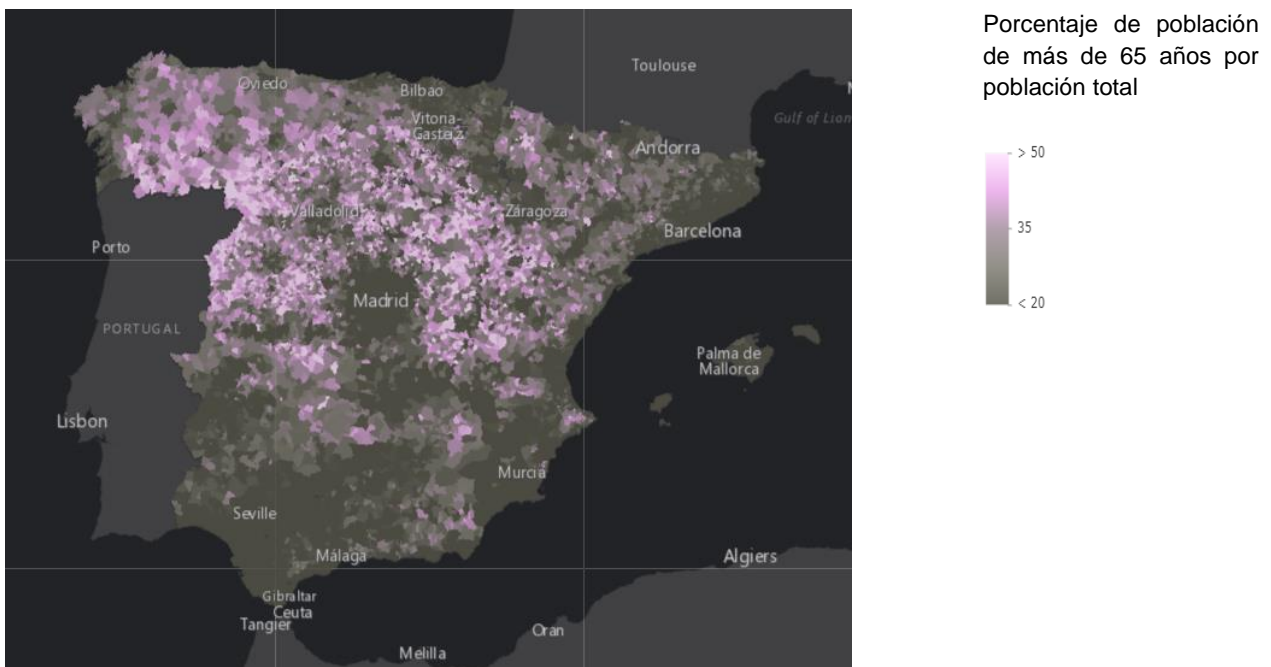 Porcentaje de población
de más de 65 años por
población total
> 50
35
< 20
Toulouse
Oviedo
Bilbao
Gulf of Lion
Vitoria-
Gasteiz
Andorra
Valladolid
Zaragoza
Barcelona
Porto
Madrid
PORTUGAL
Palma de
Mallorca
Lisbon
Murcia
Seville
Málaga
Algiers
Gibraltar
Ceuta
Tangier
Oran
Melilla